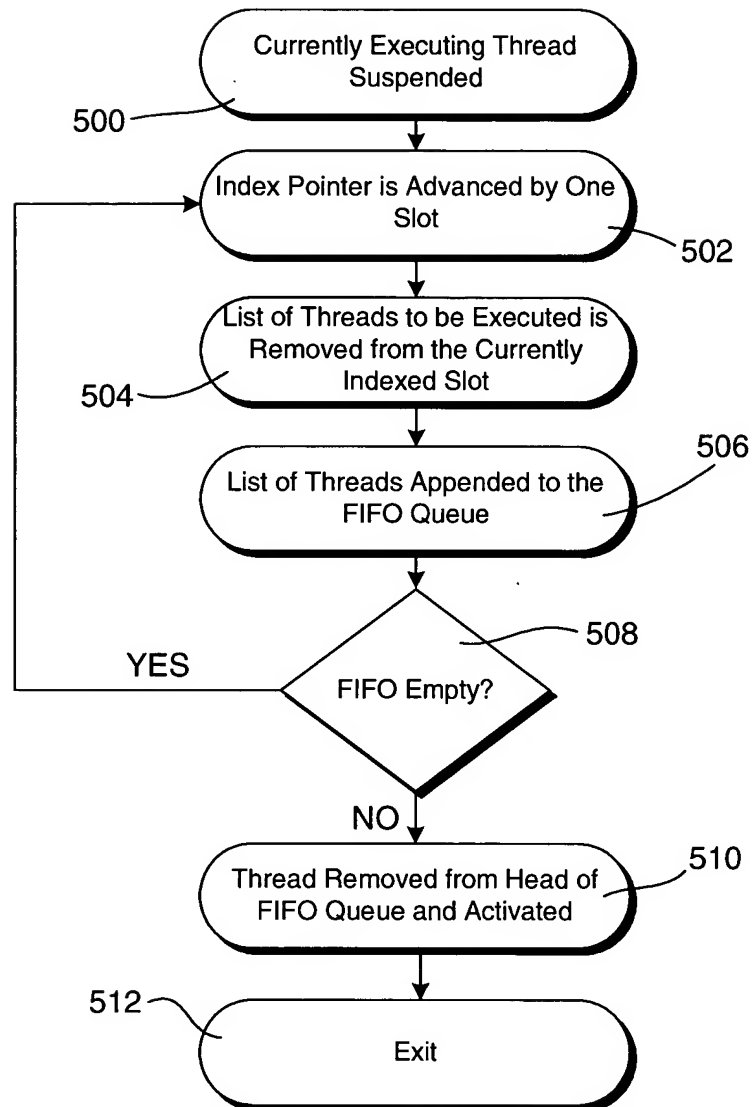 Currently Executing Thread
Suspended
500
Index Pointer is Advanced by One
Slot
502
List of Threads to be Executed is
Removed from the Currently
Indexed Slot
504
506
List of Threads Appended to the
FIFO Queue
508
YES
FIFO Empty?
NO
510
Thread Removed from Head of
FIFO Queue and Activated
512
Exit